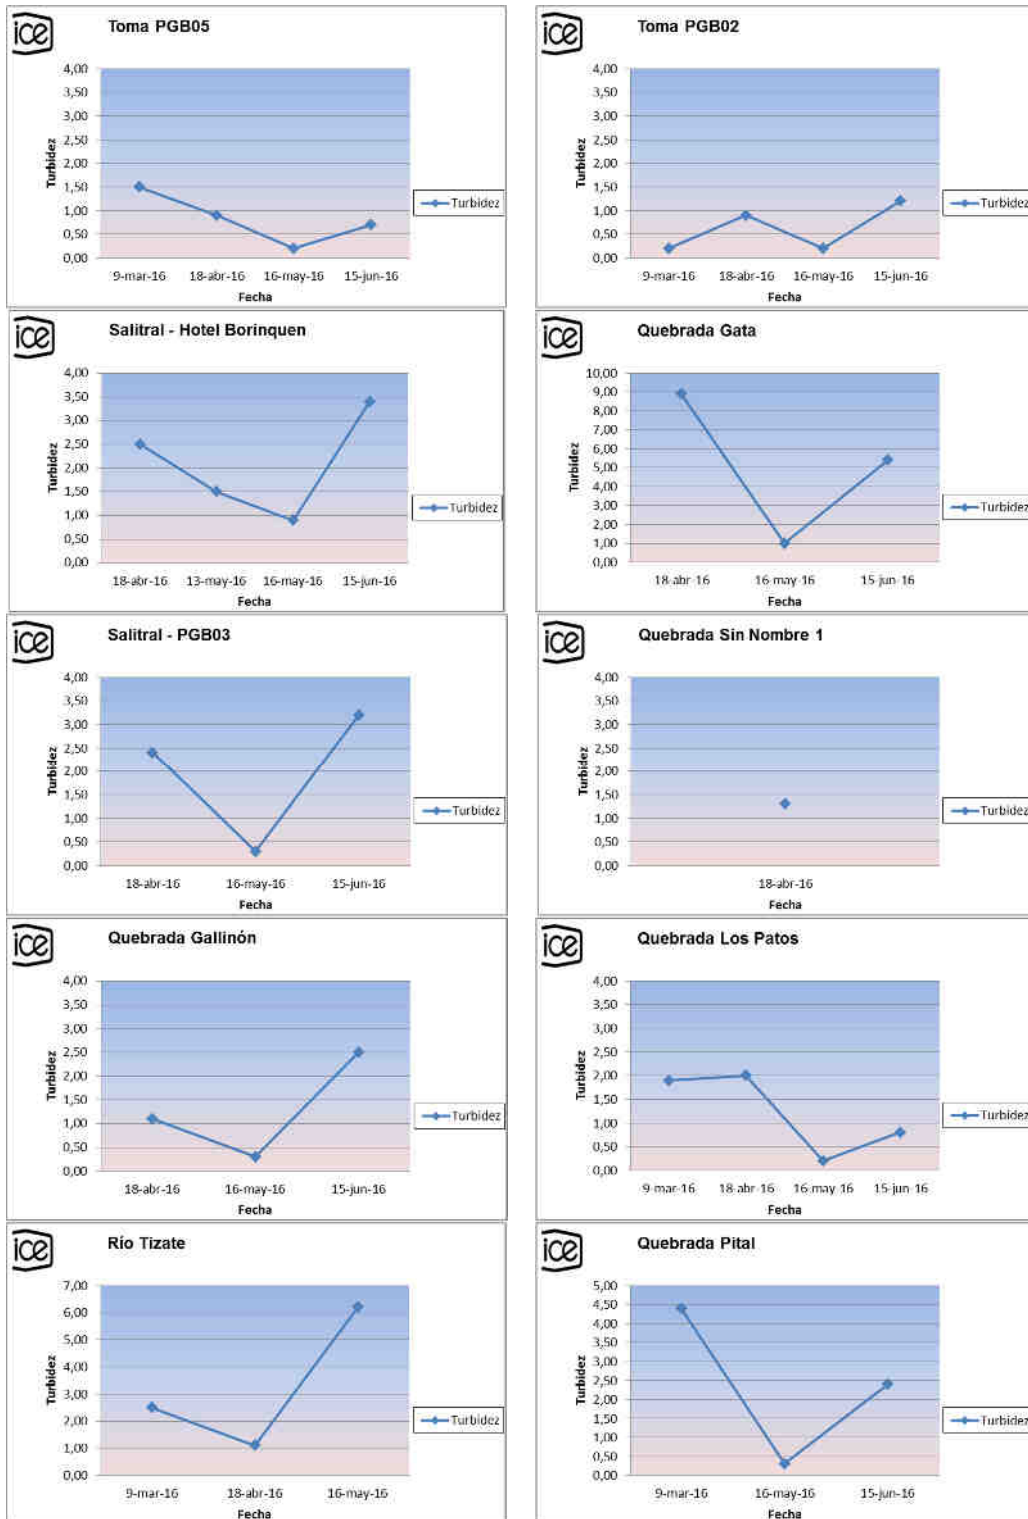 ice
Toma PGB05
4,00
3,50
3,00
2,50
2,00
1,50
1,00
0,50
0,00
Turbidez
9-mar-16 18-abr-16 16-may-16 15-jun-16
Fecha
Turbidez
ice
Toma PGB02
4,00
3,50
3,00
2,50
2,00
1,50
1,00
0,50
0,00
Turbidez
9-mar-16 18-abr-16 16-may-16 15-jun-16
Fecha
Turbidez
ice
Salitral - Hotel Borinquen
4,00
3,50
3,00
2,50
2,00
1,50
1,00
0,50
0,00
Turbidez
18-abr-16 13-may-16 16-may-16 15-jun-16
Fecha
Turbidez
ice
Quebrada Gata
10,00
9,00
8,00
7,00
6,00
5,00
4,00
3,00
2,00
1,00
0,00
Turbidez
18-abr-16 16-may-16 15-jun-16
Fecha
Turbidez
ice
Salitral - PGB03
4,00
3,50
3,00
2,50
2,00
1,50
1,00
0,50
0,00
Turbidez
18-abr-16 16-may-16 15-jun-16
Fecha
Turbidez
ice
Quebrada Sin Nombre 1
4,00
3,50
3,00
2,50
2,00
1,50
1,00
0,50
0,00
Turbidez
18-abr-16
Fecha
Turbidez
ice
Quebrada Gallinón
4,00
3,50
3,00
2,50
2,00
1,50
1,00
0,50
0,00
Turbidez
18-abr-16 16-may-16 15-jun-16
Fecha
Turbidez
ice
Quebrada Los Patos
4,00
3,50
3,00
2,50
2,00
1,50
1,00
0,50
0,00
Turbidez
9-mar-16 18-abr-16 16-may-16 15-jun-16
Fecha
Turbidez
ice
Río Tizate
7,00
6,00
5,00
4,00
3,00
2,00
1,00
0,00
Turbidez
9-mar-16 18-abr-16 16-may-16
Fecha
Turbidez
ice
Quebrada Pital
5,00
4,50
4,00
3,50
3,00
2,50
2,00
1,50
1,00
0,50
0,00
Turbidez
9-mar-16 16-may-16 15-jun-16
Fecha
Turbidez